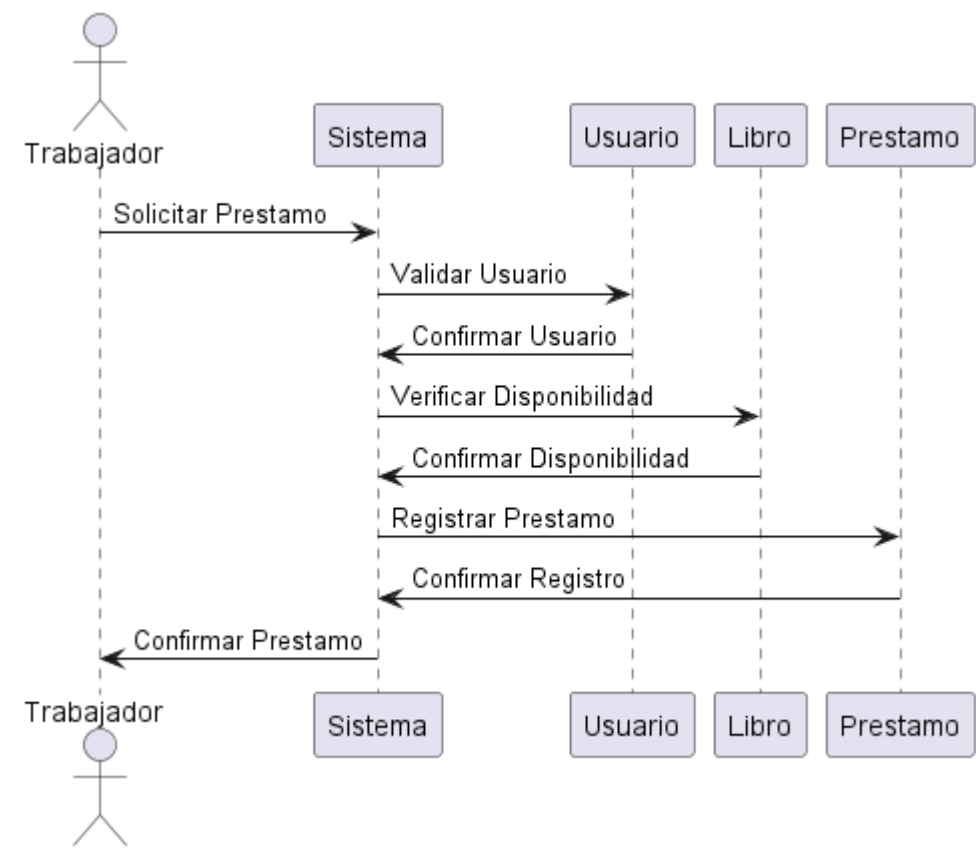 Trabajador
Sistema
Usuario
Libro
Prestamo
Solicitar Prestamo
Validar Usuario
Confirmar Usuario
Verificar Disponibilidad
Confirmar Disponibilidad
Registrar Prestamo
Confirmar Registro
Confirmar Prestamo
Trabajador
Sistema
Usuario
Libro
Prestamo